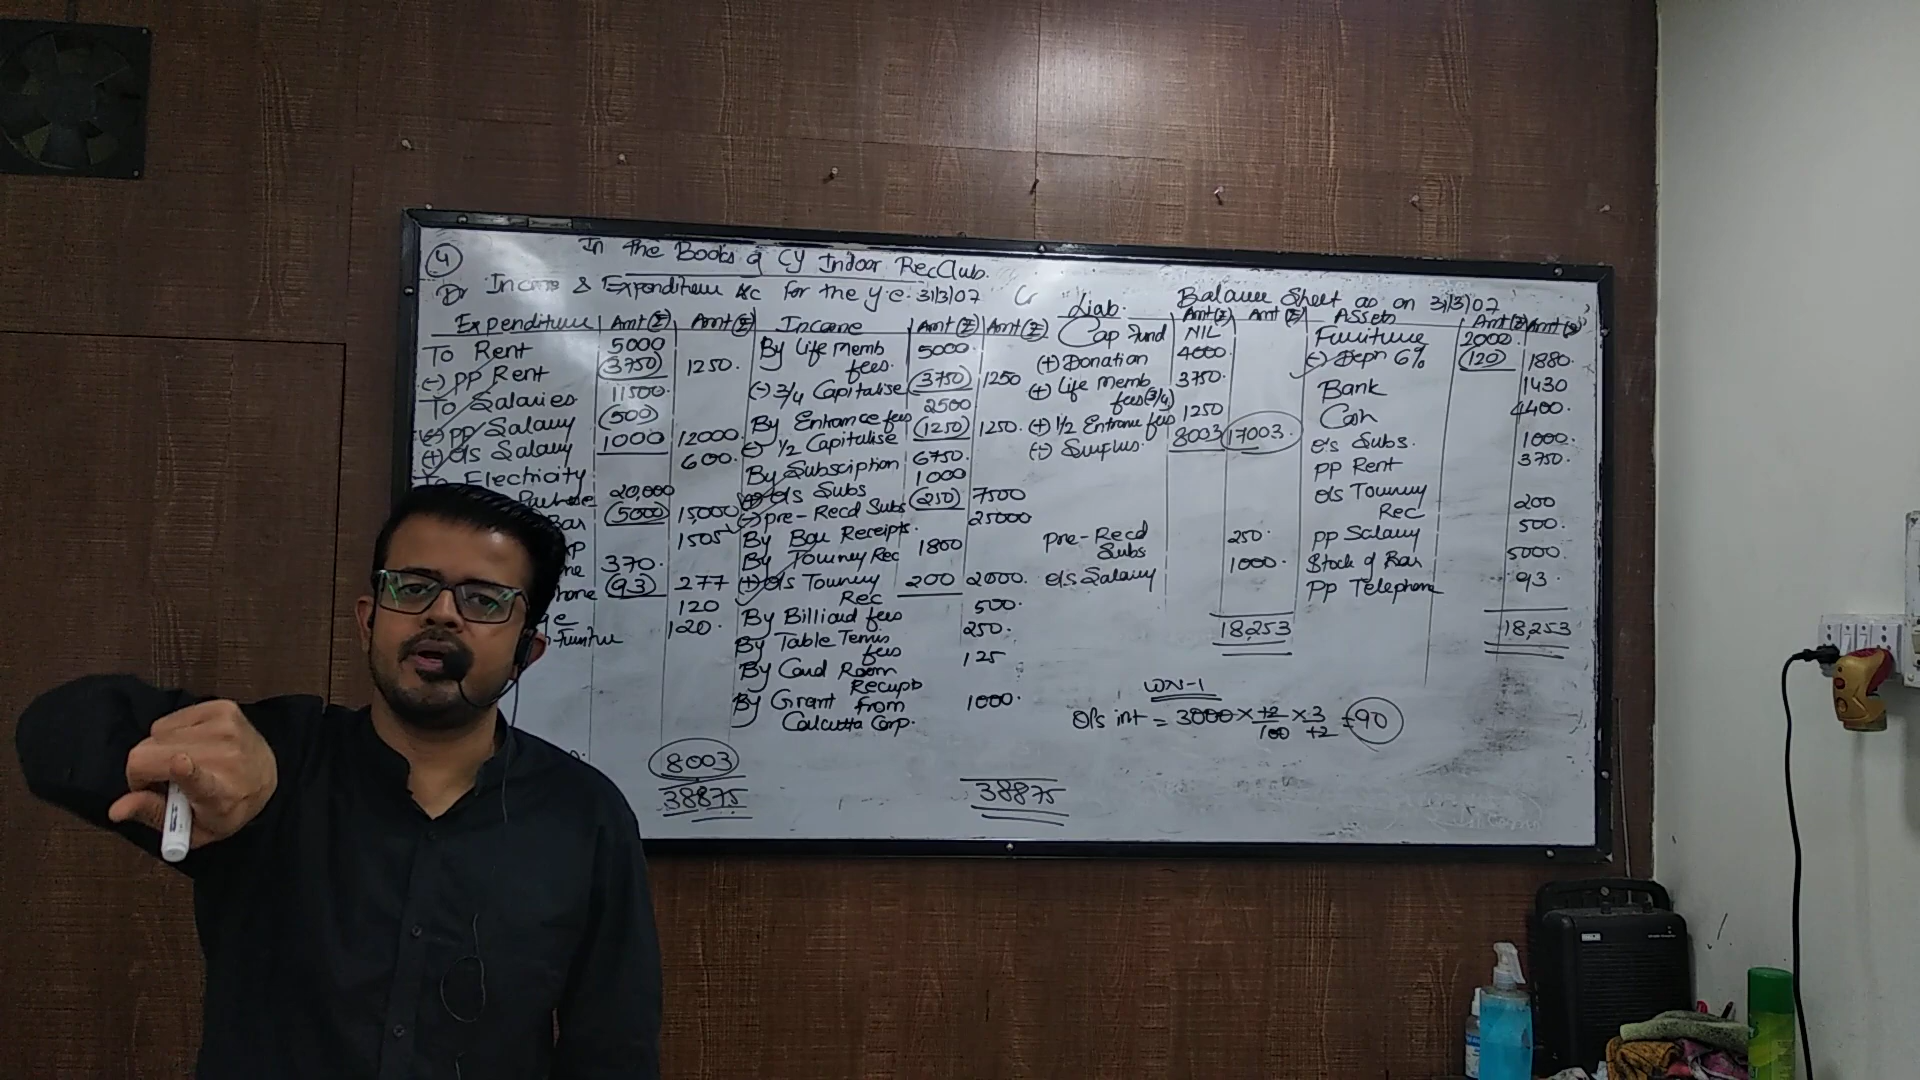 4
In the Books of CY Indoor Rec Club.
Dr Income & Expenditure A/c for the y.e. 31/3/07 Cr
Expenditure Amt(₹) Amt(₹) Income Amt(₹) Amt(₹)
To Rent 5000
(-) PP Rent (3750) 1250.
To Salaries 11500.
(-) PP Salary (500)
(+) o/s Salary 1000 12000
To Electricity 600.
20,000
Bar (5000) 15,000
1505
370.
(93) 277
120
120.
8003
38875
By Life Memb fees. 5000.
(-) 3/4 Capitalise (3750) 1250
By Entrance fees 2500
(-) 1/2 Capitalise (1250) 1250.
By Subsciption 6750
(+) o/s Subs 1000
(-) pre-Recd Subs (250) 7500
By Bar Receipts. 25000
By Tourney Rec 1800
(+) o/s Tourney Rec 200 2000.
By Billiard fees 500.
By Table Tennis fees 250.
By Card Room Receipts 125
By Grant from Calcutta Corp. 1000.
38875
Balance Sheet as on 31/3/07
Liab. Amt(₹) Amt(₹) Assets Amt(₹) Amt(₹)
Cap Fund NIL
(+) Donation 4000.
(+) Life Memb fees (3/4) 3750.
(+) 1/2 Entrance fees 1250
(-) Surplus. 8003 17003.
Pre-Recd Subs 250.
o/s Salary 1000.
18,253
Furniture 2000.
(-) Depn 6% (120) 1880.
Bank 1430
Cash 4400.
o/s Subs. 1000.
PP Rent 3750.
o/s Tourney Rec 200
PP Salary 500.
Stock of Bar 5000.
PP Telephone 93.
18,253
WN-1
O/s int = 3000 × 12/100 × 3/12 = 90